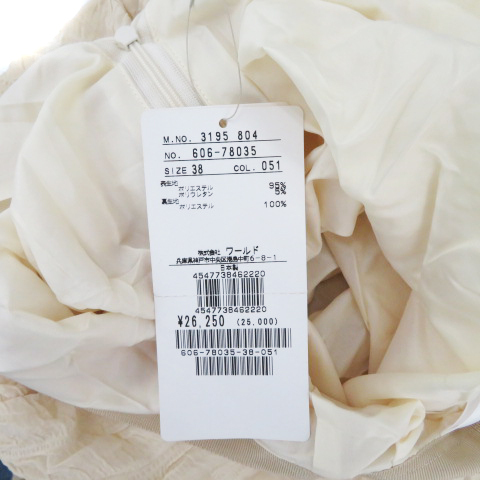 M.NO. 3195 804
NO. 606-78035
SIZE 38 COL. 051
表生地
ポリエステル 95%
ポリウレタン 5%
裏生地
ポリエステル 100%
株式会社 ワールド
兵庫県神戸市中央区港島中町6-8-1
日本製
4547738462220
4547738462220
¥26,250 (25,000)
606-78035-38-051